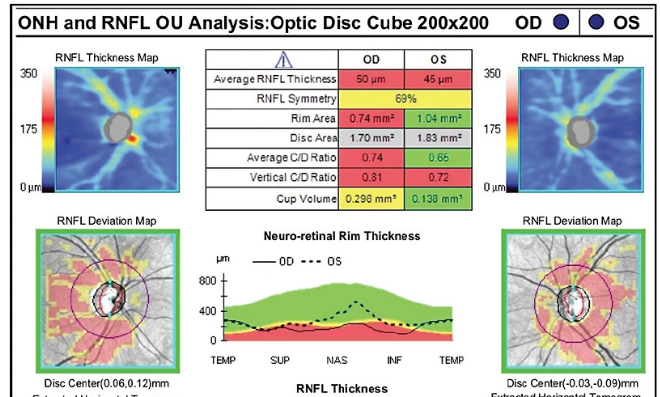 ONH and RNFL OU Analysis:Optic Disc Cube 200x200 OD OS
RNFL Thickness Map
350
175
0 µm
OD OS
Average RNFL Thickness 50 µm 45 µm
RNFL Symmetry 69%
Rim Area 0.74 mm² 1.04 mm²
Disc Area 1.70 mm² 1.83 mm²
Average C/D Ratio 0.74 0.65
Vertical C/D Ratio 0.81 0.72
Cup Volume 0.298 mm³ 0.138 mm³
RNFL Thickness Map
350
175
0 µm
RNFL Deviation Map
Disc Center(0.06,0.12)mm
Neuro-retinal Rim Thickness
µm OD OS
800
400
0
TEMP SUP NAS INF TEMP
RNFL Thickness
RNFL Deviation Map
Disc Center(-0.03,-0.09)mm
Extracted Horizontal Tomogram